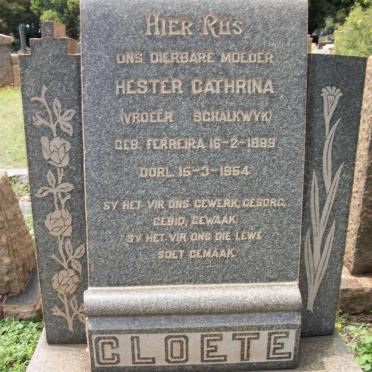 HIER RUS
ONS DIERBARE MOEDER
HESTER CATHRINA
(VROEËR SCHALKWYK)
GEB. FERREIRA 16-2-1889
OORL. 15-3-1964
SY HET VIR ONS GEWERK, GESORG,
GEBID, GEWAAK.
SY HET VIR ONS DIE LEWE
SOET GEMAAK.
CLOETE